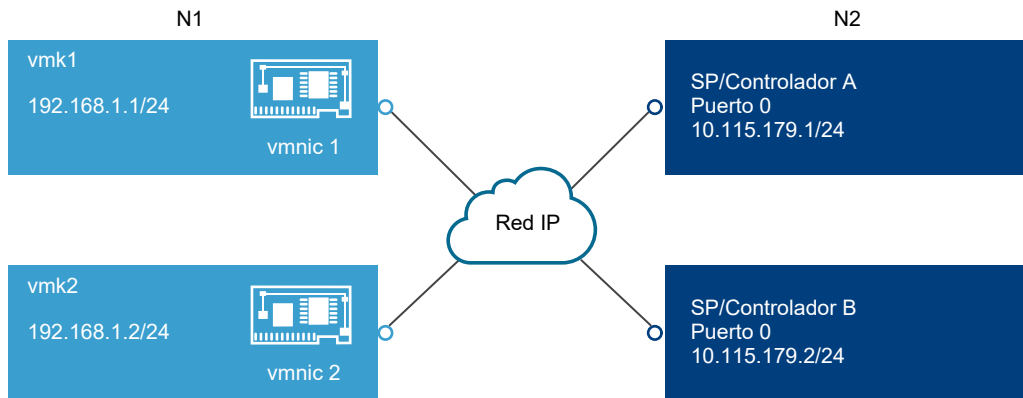 N1
N2
vmk1
192.168.1.1/24
vmnic 1
SP/Controlador A
Puerto 0
10.115.179.1/24
Red IP
vmk2
192.168.1.2/24
vmnic 2
SP/Controlador B
Puerto 0
10.115.179.2/24